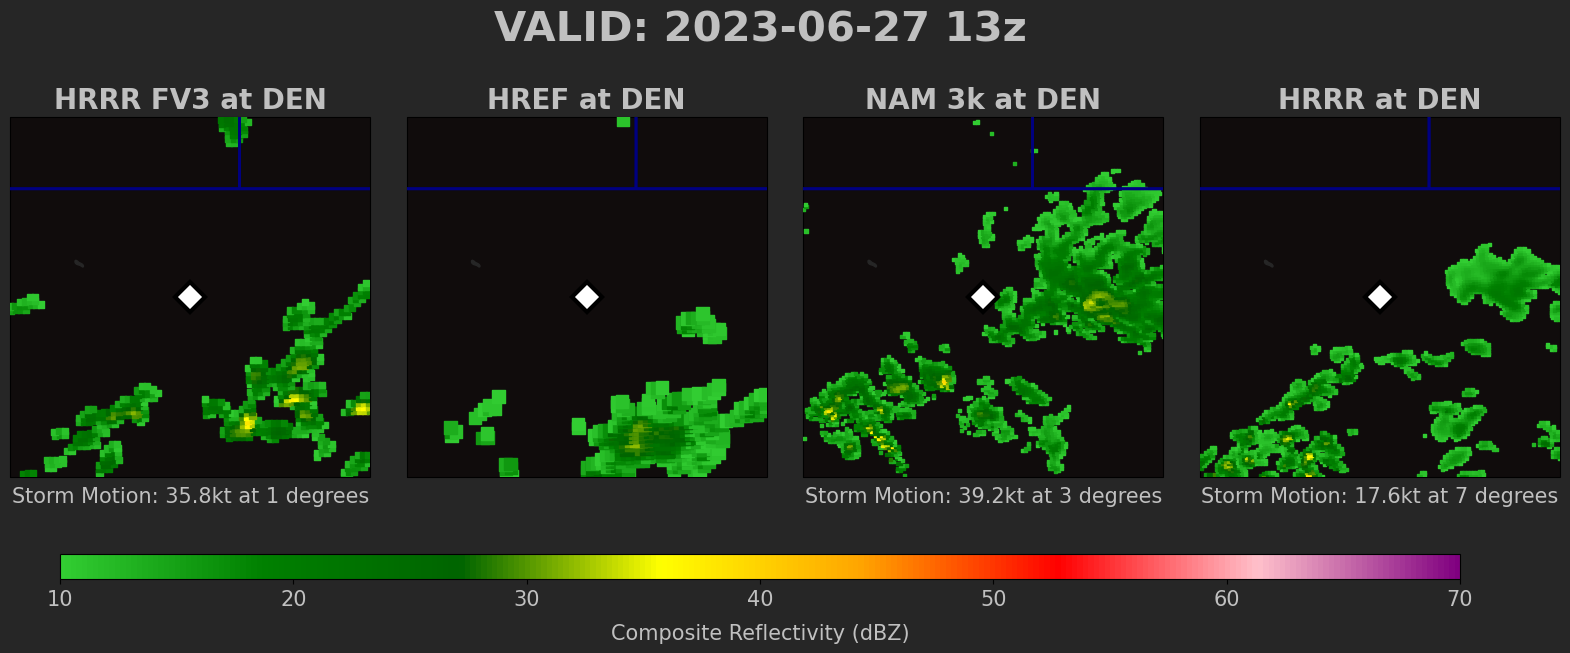 VALID: 2023-06-27 13z
HRRR FV3 at DEN
HREF at DEN
NAM 3k at DEN
HRRR at DEN
Storm Motion: 35.8kt at 1 degrees
Storm Motion: 39.2kt at 3 degrees
Storm Motion: 17.6kt at 7 degrees
10 20 30 40 50 60 70
Composite Reflectivity (dBZ)